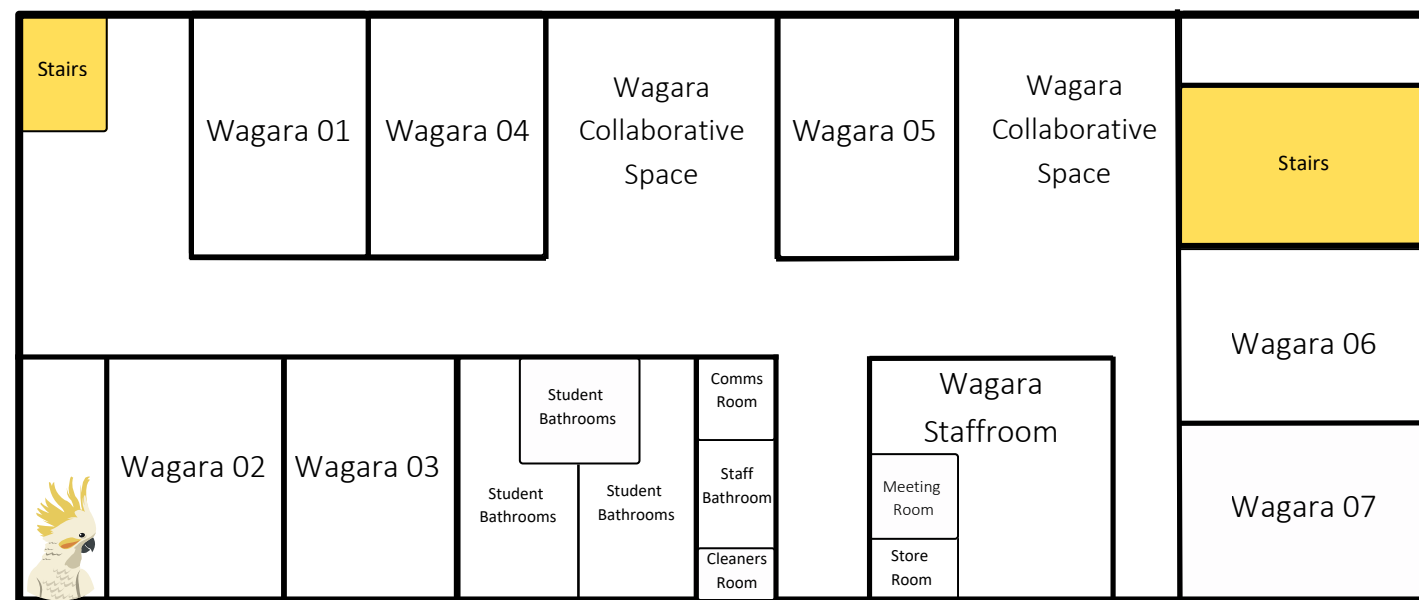 Stairs
Wagara 01
Wagara 04
Wagara
Collaborative
Space
Wagara 05
Wagara
Collaborative
Space
Stairs
Wagara 06
Wagara 07
Wagara 02
Wagara 03
Student
Bathrooms
Student
Bathrooms
Student
Bathrooms
Comms
Room
Staff
Bathroom
Cleaners
Room
Wagara
Staffroom
Meeting
Room
Store
Room